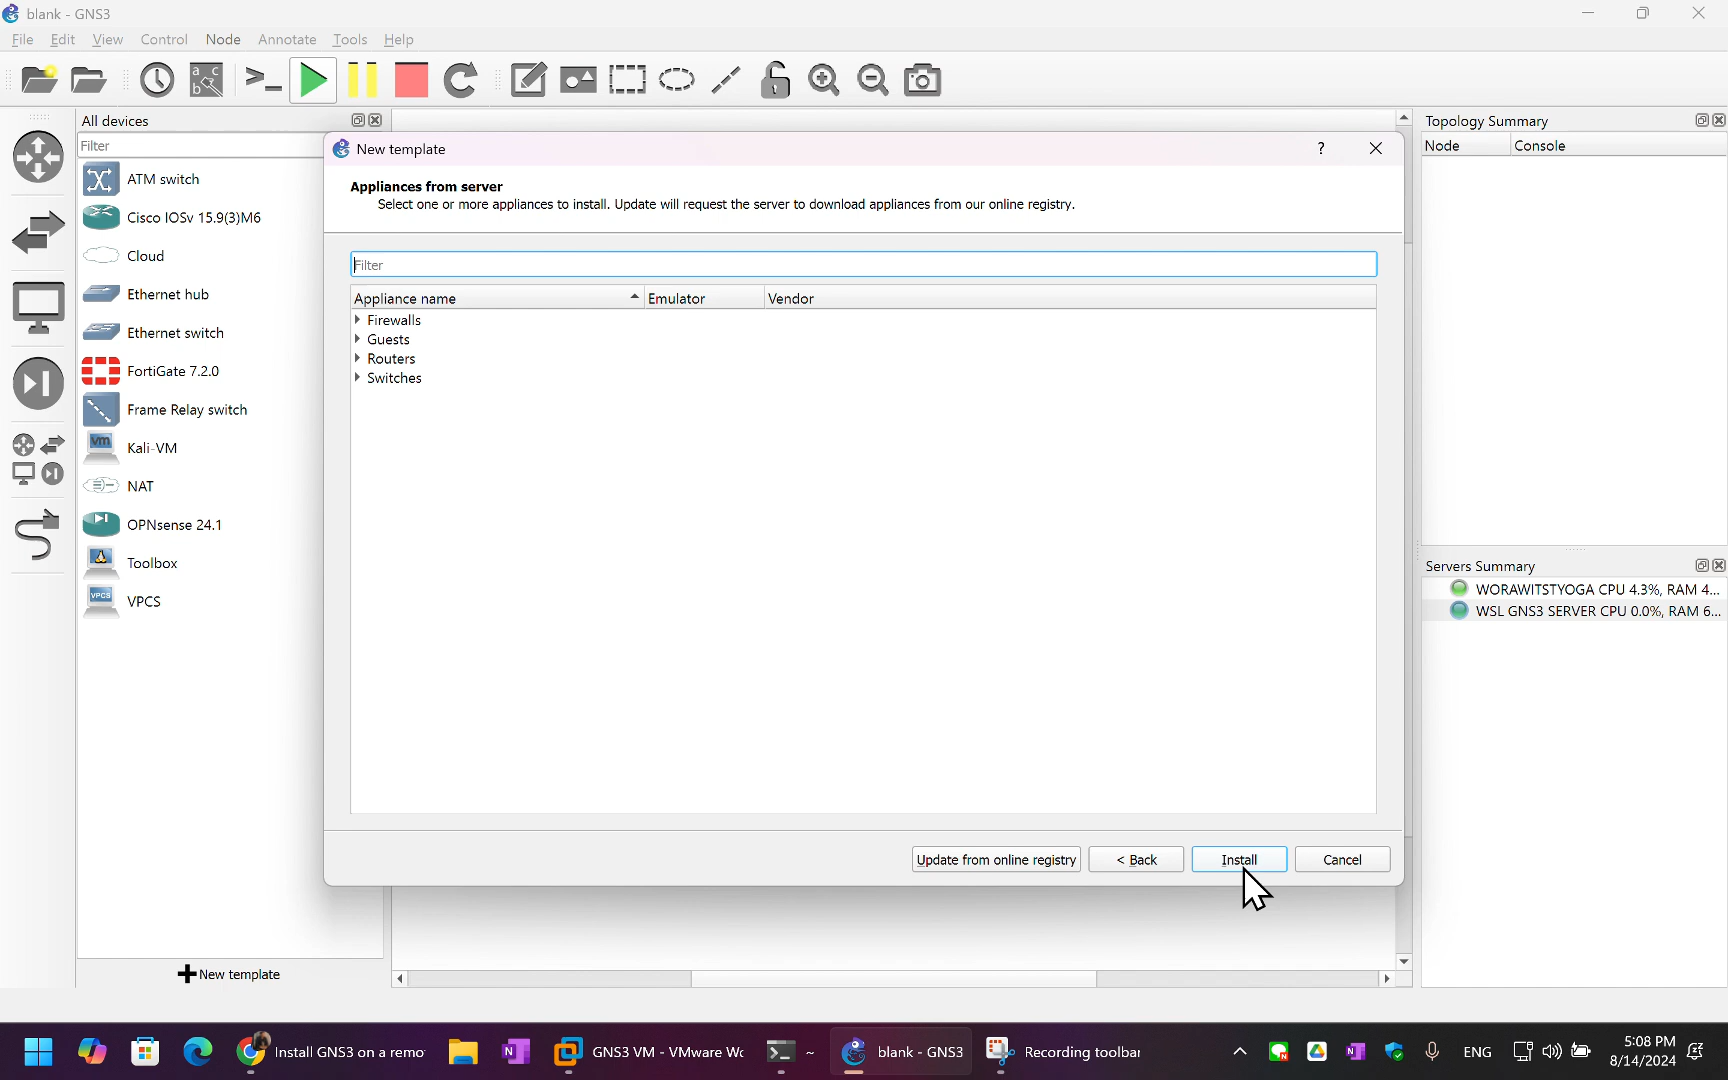 blank - GNS3
File Edit View Control Node Annotate Tools Help
All devices
Filter
ATM switch
Cisco IOSv 15.9(3)M6
Cloud
Ethernet hub
Ethernet switch
FortiGate 7.2.0
Frame Relay switch
vm Kali-VM
NAT
OPNsense 24.1
Toolbox
VPCS VPCS
New template
New template
Appliances from server
Select one or more appliances to install. Update will request the server to download appliances from our online registry.
Filter
Appliance name Emulator Vendor
Firewalls
Guests
Routers
Switches
Update from online registry < Back Install Cancel
Topology Summary
Node Console
Servers Summary
WORAWITSTYOGA CPU 4.3%, RAM 4...
WSL GNS3 SERVER CPU 0.0%, RAM 6...
Install GNS3 on a remo GNS3 VM - VMware Wo ~ blank - GNS3 Recording toolbar ENG 5:08 PM
8/14/2024